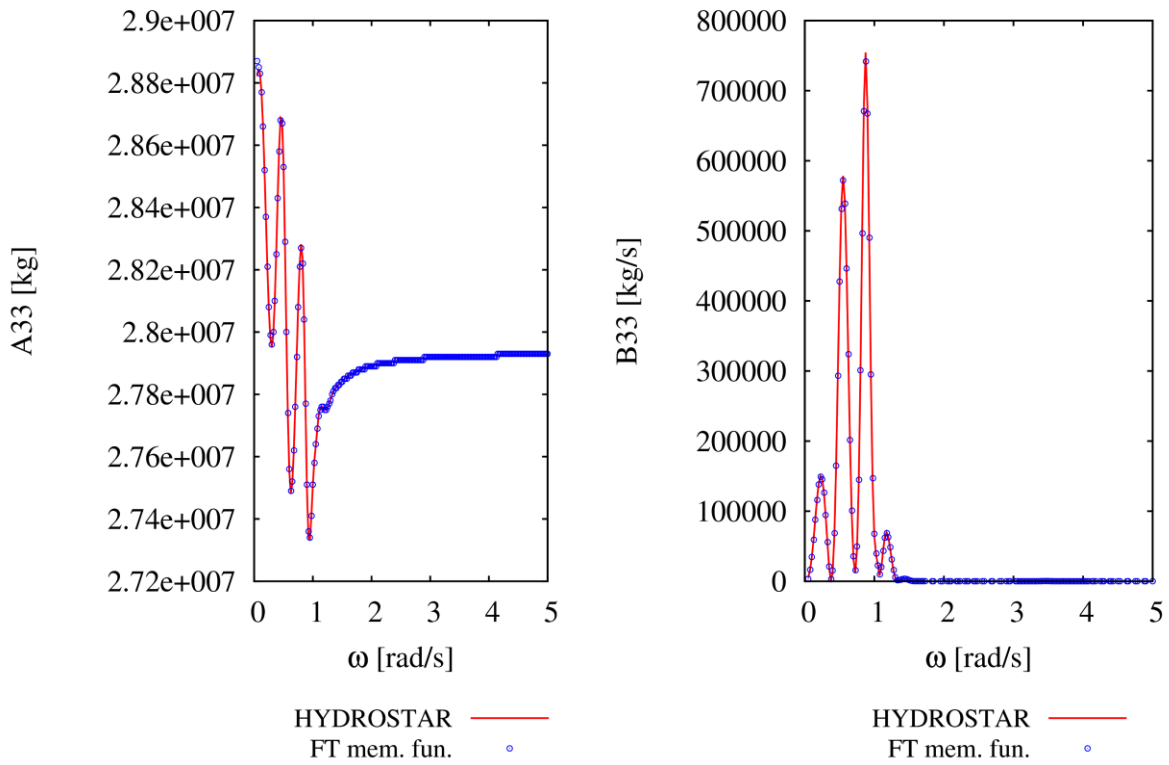 2.9e+007
2.88e+007
2.86e+007
2.84e+007
2.82e+007
2.8e+007
2.78e+007
2.76e+007
2.74e+007
2.72e+007
A33 [kg]
0 1 2 3 4 5
ω [rad/s]
HYDROSTAR
FT mem. fun.
800000
700000
600000
500000
400000
300000
200000
100000
0
B33 [kg/s]
0 1 2 3 4 5
ω [rad/s]
HYDROSTAR
FT mem. fun.